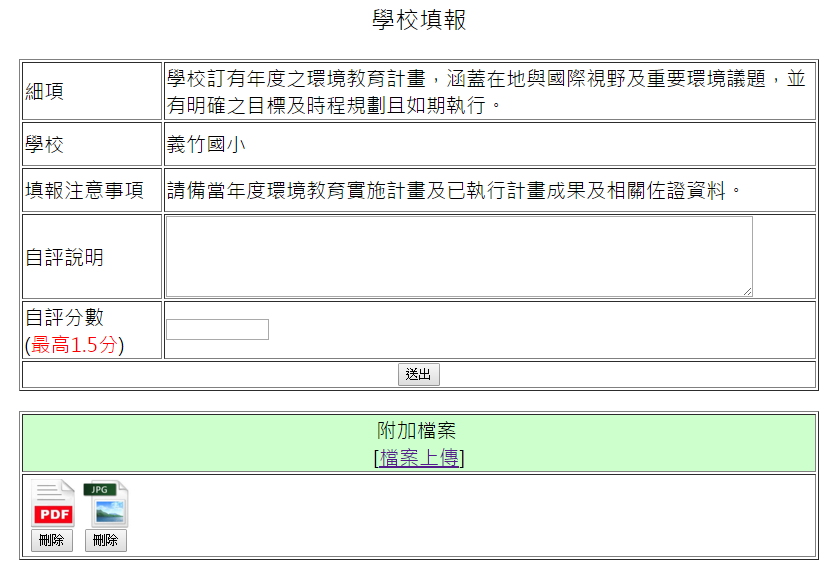 學校填報
細項
學校訂有年度之環境教育計畫，涵蓋在地與國際視野及重要環境議題，並
有明確之目標及時程規劃且如期執行。
學校
義竹國小
填報注意事項
請備當年度環境教育實施計畫及已執行計畫成果及相關佐證資料。
自評說明
自評分數
(最高1.5分)
送出
附加檔案
[檔案上傳]
PDF
JPG
刪除
刪除